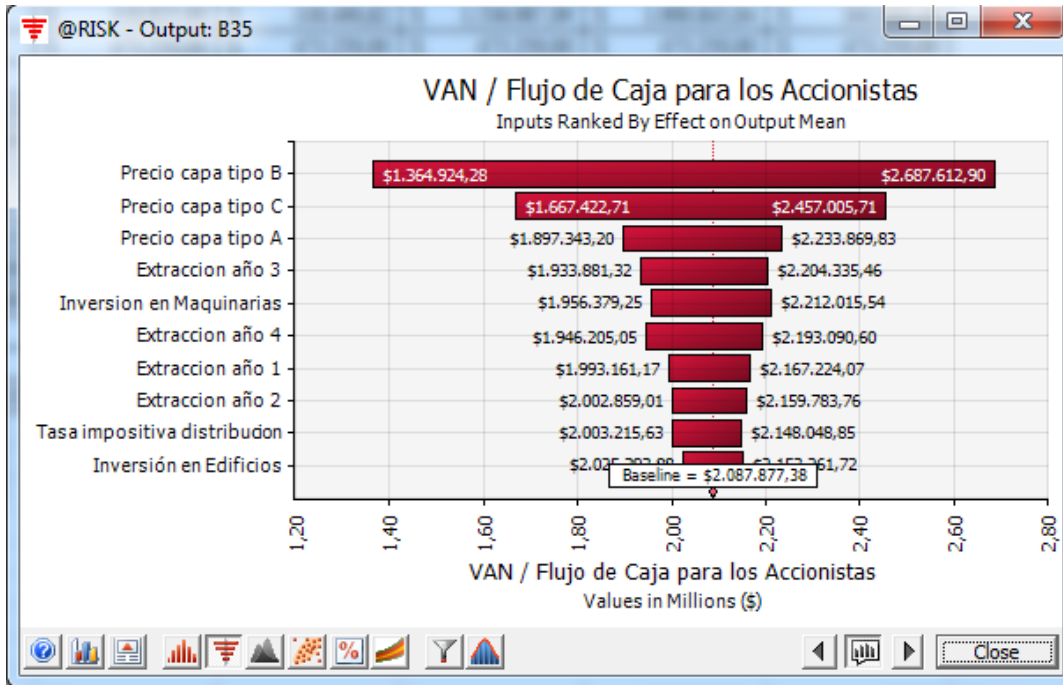 @RISK - Output: B35
VAN / Flujo de Caja para los Accionistas
Inputs Ranked By Effect on Output Mean
Precio capa tipo B $1.364.924,28 $2.687.612,90
Precio capa tipo C $1.667.422,71 $2.457.005,71
Precio capa tipo A $1.897.343,20 $2.233.869,83
Extraccion año 3 $1.933.881,32 $2.204.335,46
Inversion en Maquinarias $1.956.379,25 $2.212.015,54
Extraccion año 4 $1.946.205,05 $2.193.090,60
Extraccion año 1 $1.993.161,17 $2.167.224,07
Extraccion año 2 $2.002.859,01 $2.159.783,76
Tasa impositiva distribucion $2.003.215,63 $2.148.048,85
Inversión en Edificios
Baseline = $2.087.877,38
1,20 1,40 1,60 1,80 2,00 2,20 2,40 2,60 2,80
VAN / Flujo de Caja para los Accionistas
Values in Millions ($)
Close